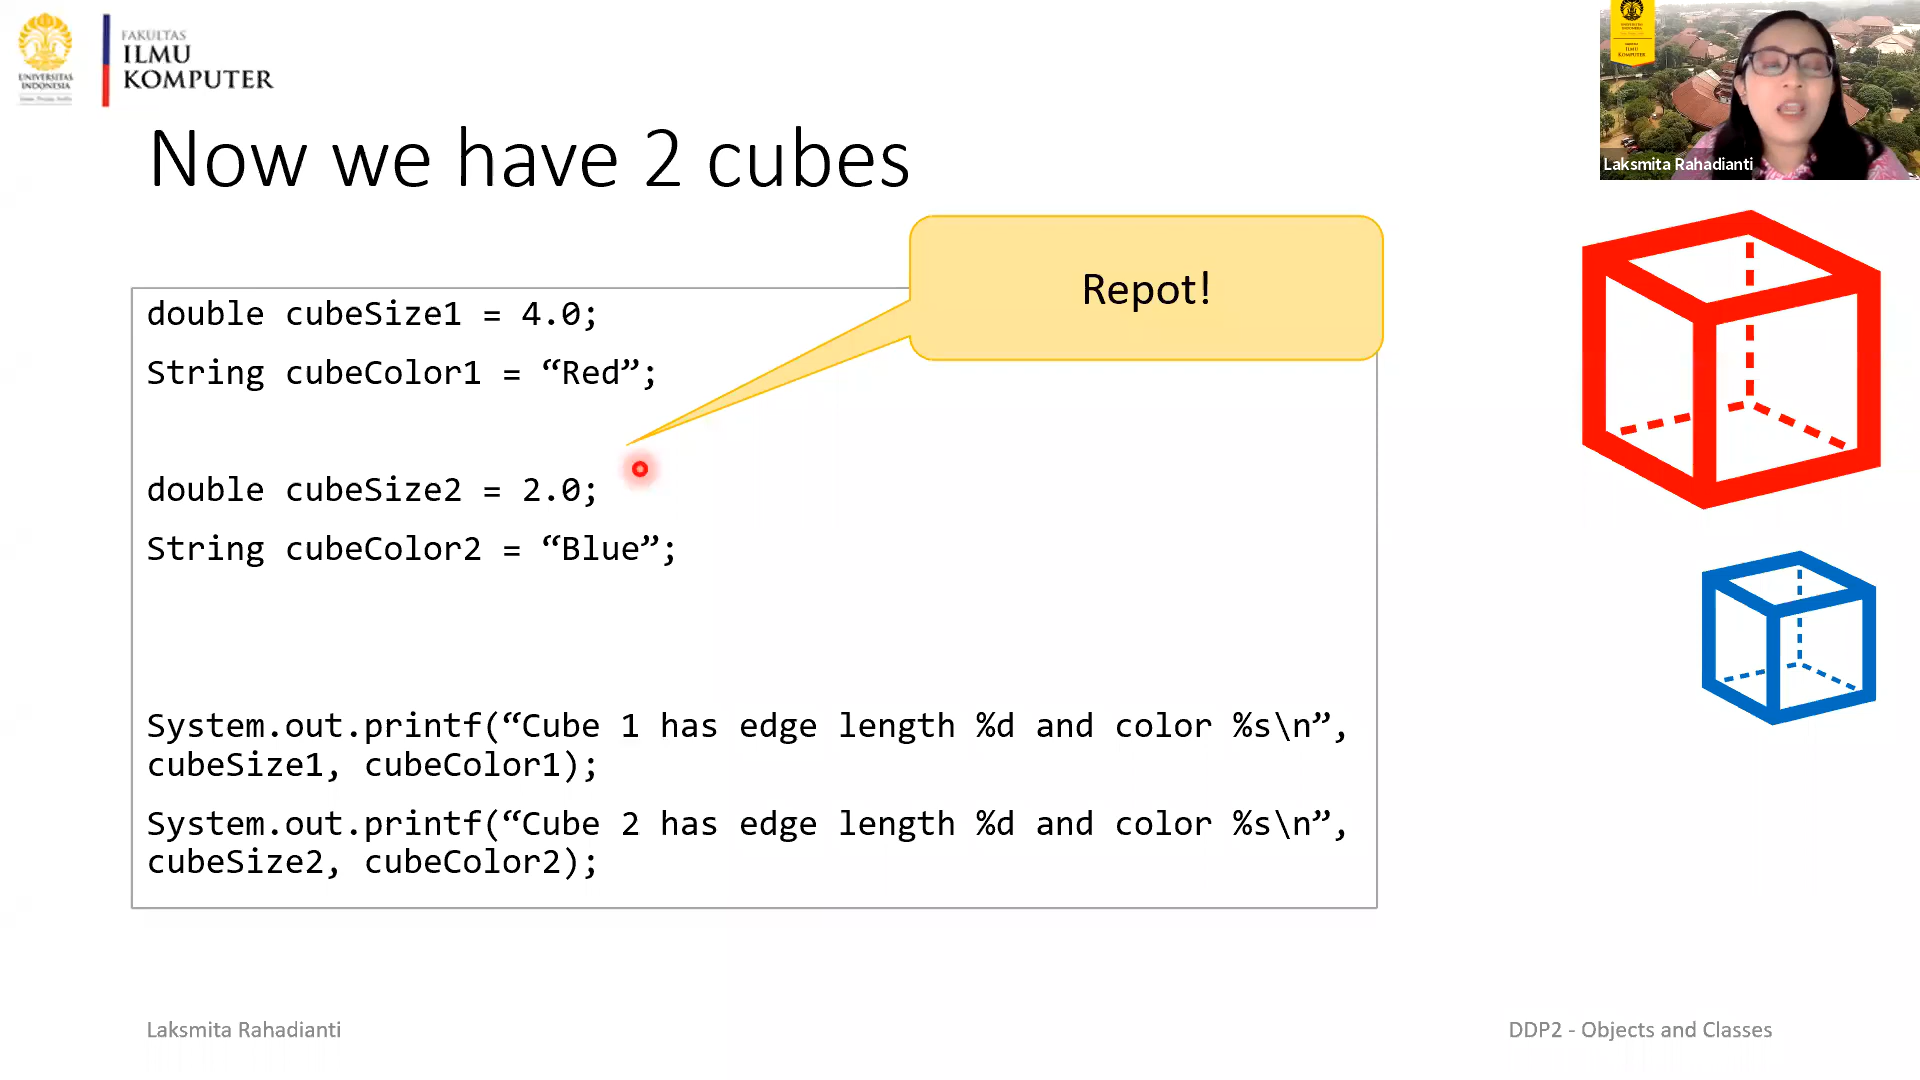 UNIVERSITAS
INDONESIA
FAKULTAS
ILMU
KOMPUTER
Laksmita Rahadianti
Now we have 2 cubes
Repot!
double cubeSize1 = 4.0;
String cubeColor1 = “Red”;
double cubeSize2 = 2.0;
String cubeColor2 = “Blue”;
System.out.printf(“Cube 1 has edge length %d and color %s\n”,
cubeSize1, cubeColor1);
System.out.printf(“Cube 2 has edge length %d and color %s\n”,
cubeSize2, cubeColor2);
Laksmita Rahadianti
DDP2 - Objects and Classes